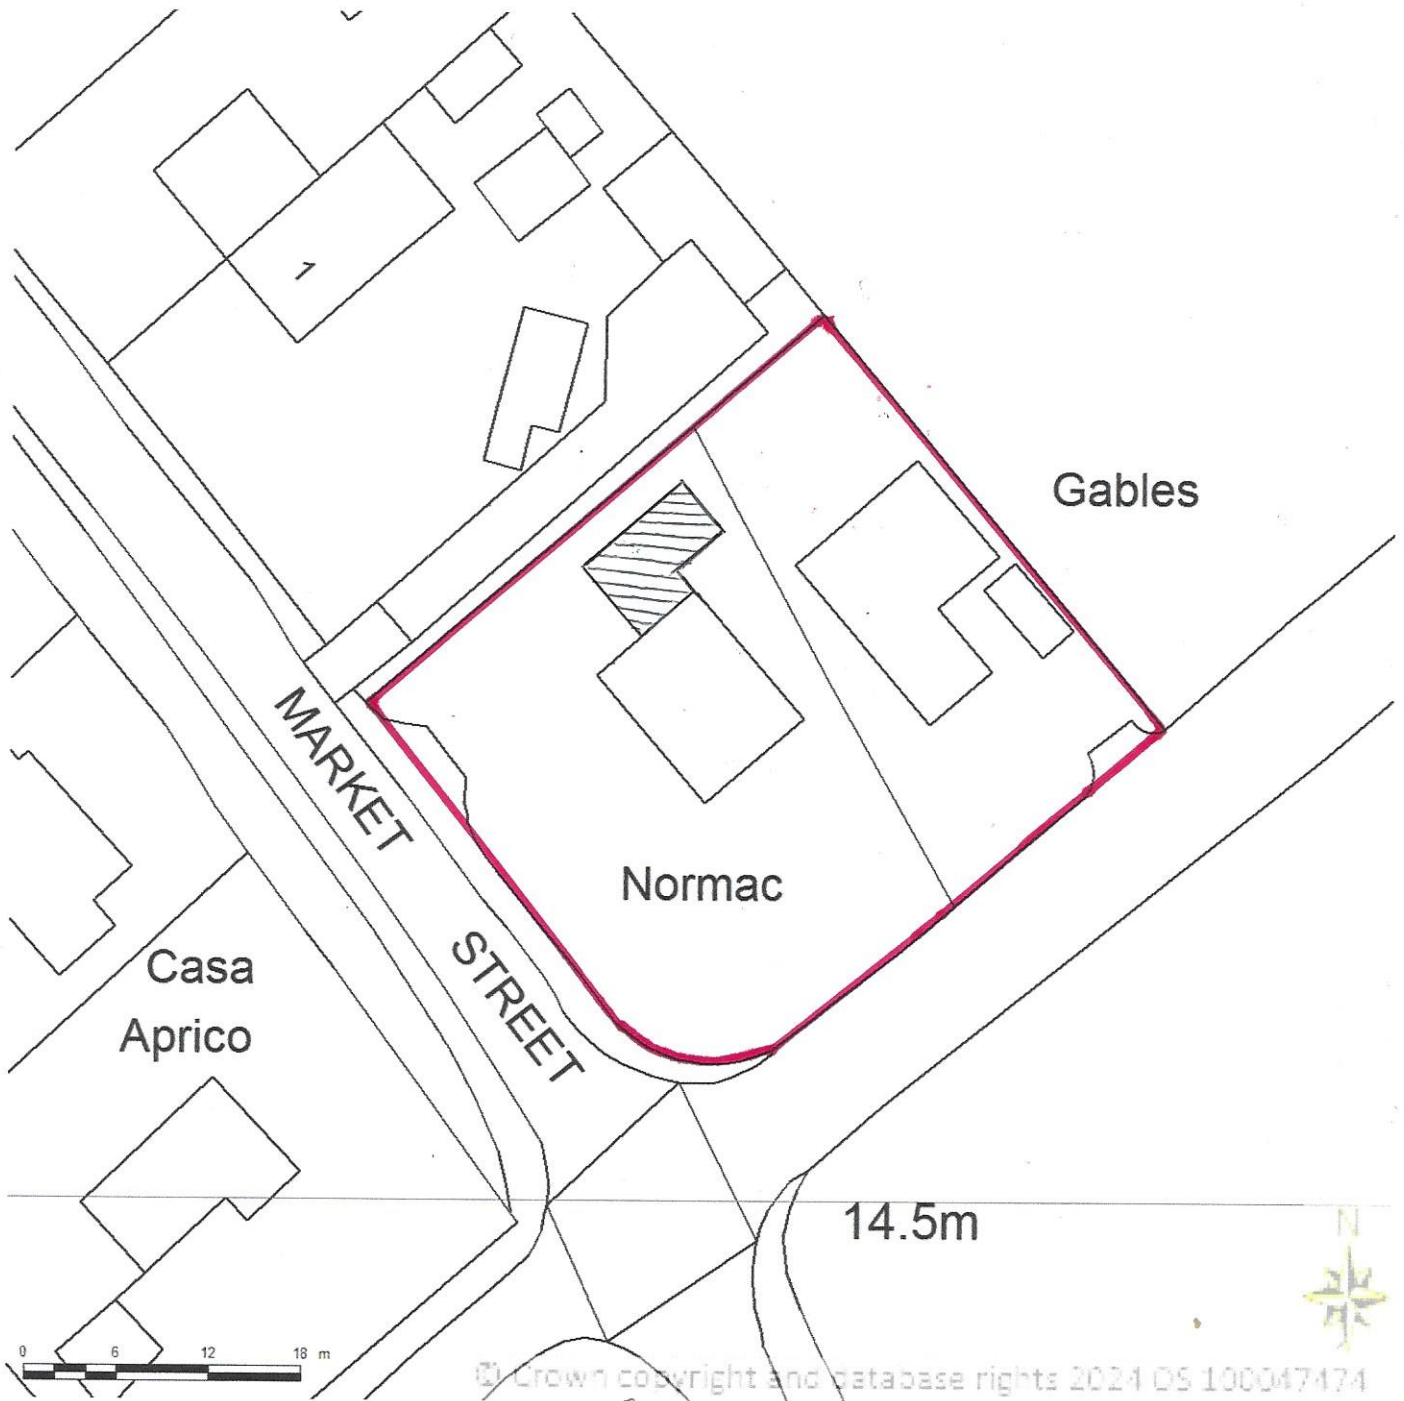 1
Gables
MARKET
STREET
Normac
Casa
Aprico
14.5m
N
0 6 12 18 m
© Crown copyright and database rights 2024 OS 100047474